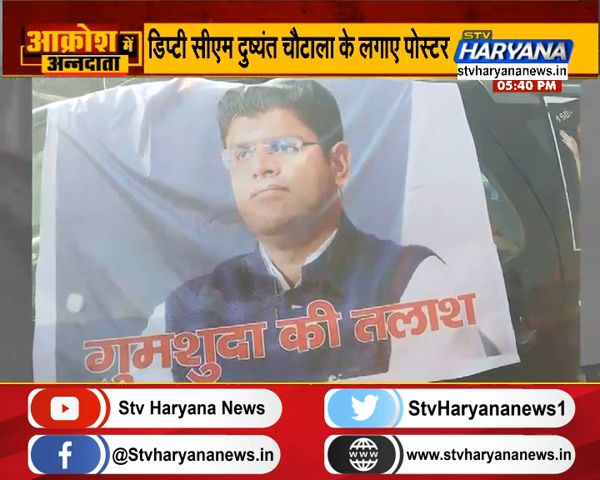 आक्रोश में
अन्नदाता
डिप्टी सीएम दुष्यंत चौटाला के लगाए पोस्टर
STV
HARYANA
stvharyananews.in
05:40 PM
गुमशुदा की तलाश
Stv Haryana News
StvHaryananews1
@Stvharyananews.in
www.stvharyananews.in